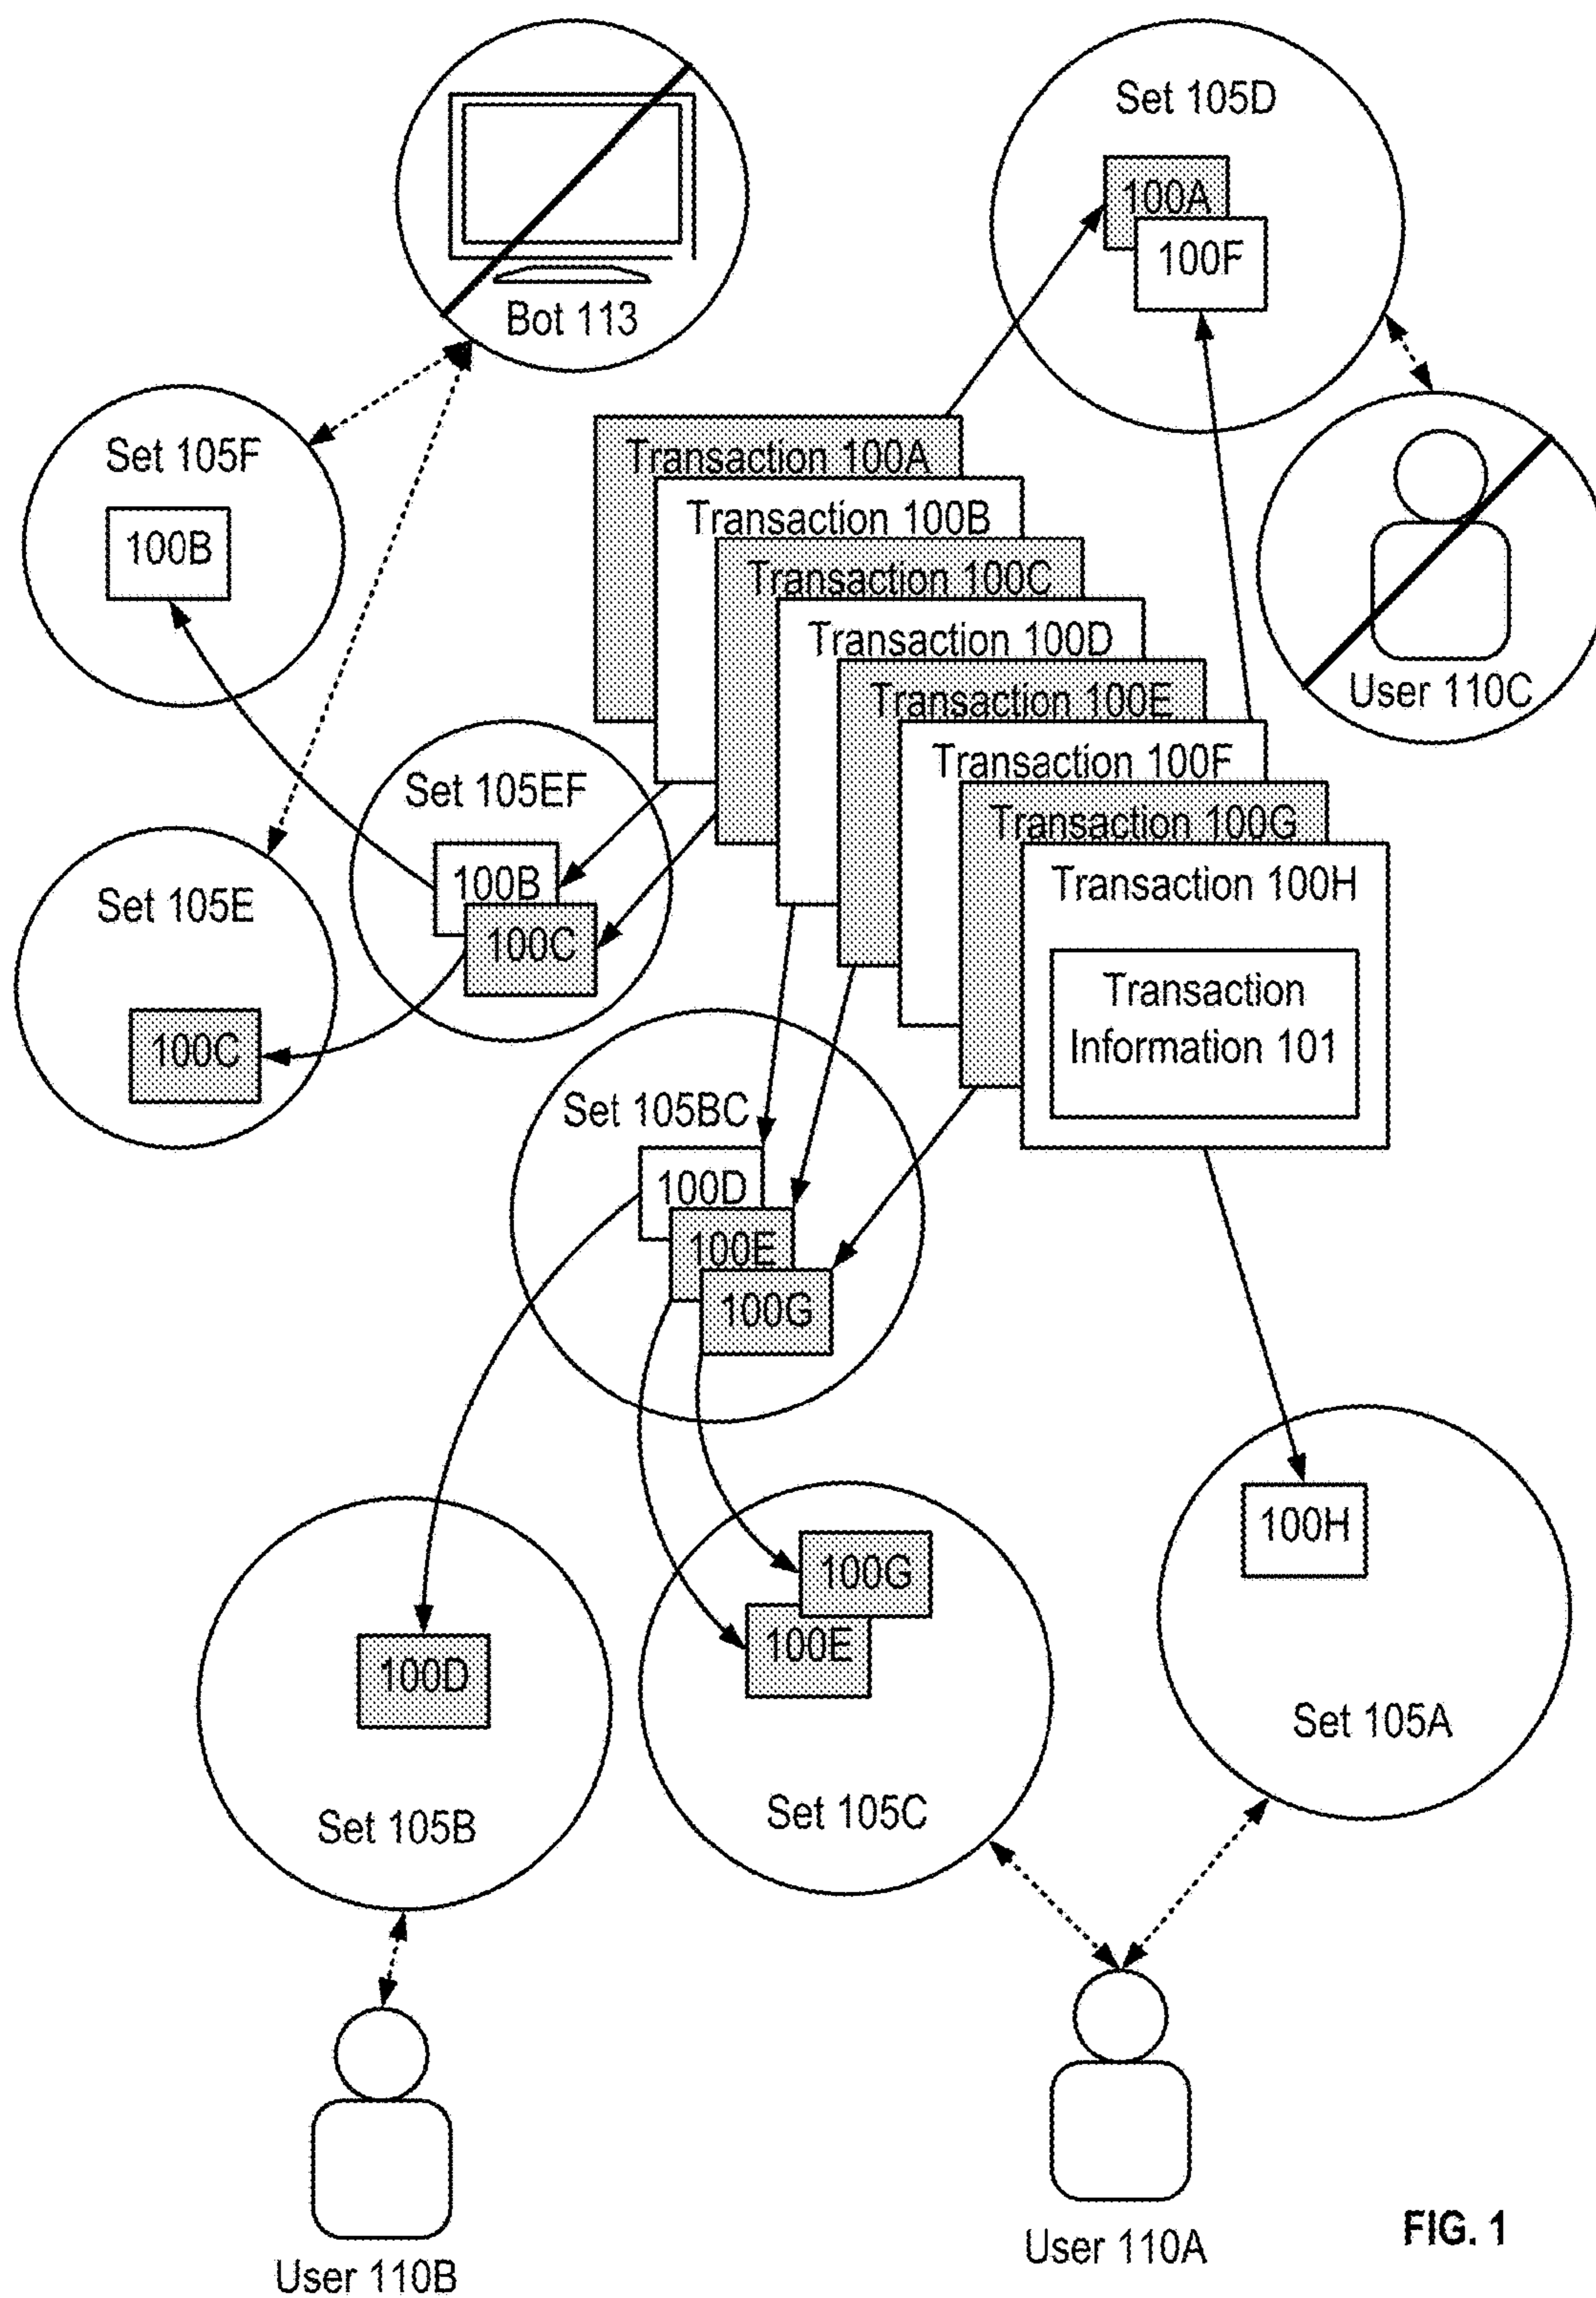 Set 105D
100A
100F
Bot 113
Set 105F
100B
Transaction 100A
Transaction 100B
Transaction 100C
Transaction 100D
Transaction 100E
Transaction 100F
Transaction 100G
Transaction 100H
Transaction
Information 101
User 110C
Set 105EF
100B
100C
Set 105E
100C
Set 105BC
100D
100E
100G
100H
Set 105A
100G
100E
Set 105C
100D
Set 105B
User 110B
User 110A
FIG. 1